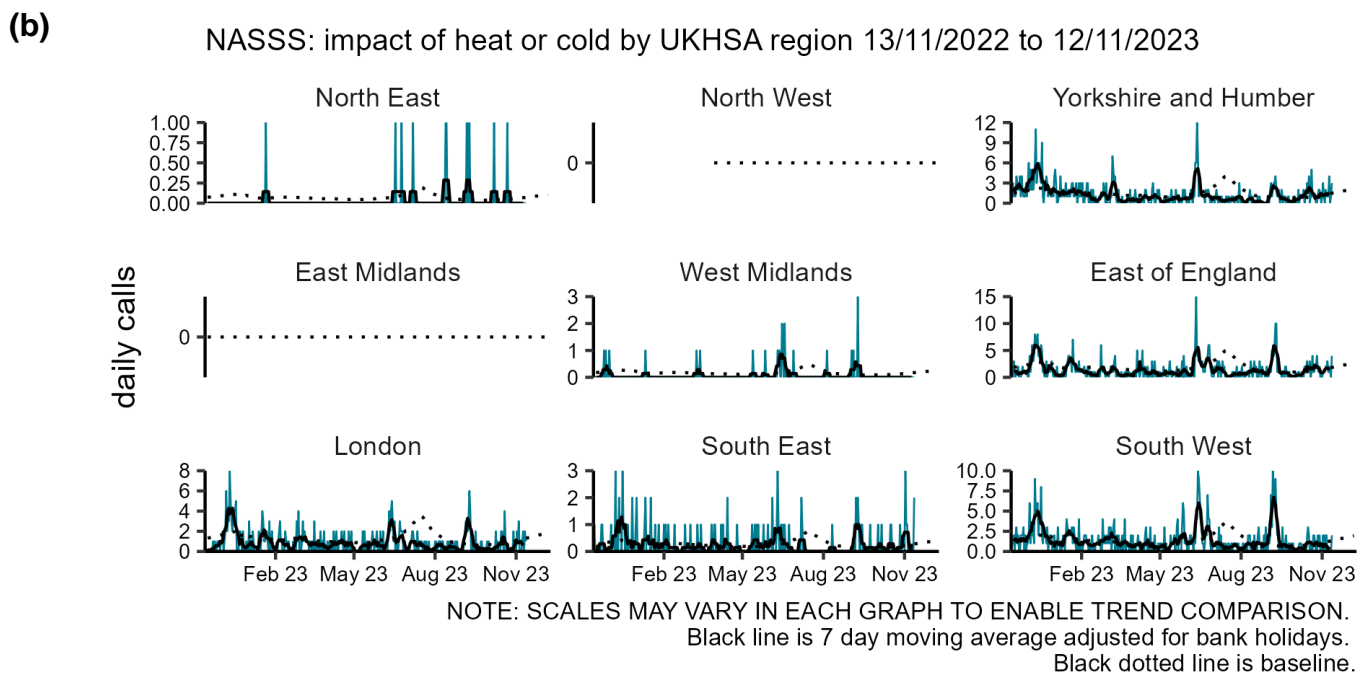 (b)
NASSS: impact of heat or cold by UKHSA region 13/11/2022 to 12/11/2023
daily calls
North East
1.00
0.75
0.50
0.25
0.00
North West
0
Yorkshire and Humber
12
9
6
3
0
East Midlands
0
West Midlands
3
2
1
0
East of England
15
10
5
0
London
8
6
4
2
0
Feb 23 May 23 Aug 23 Nov 23
South East
3
2
1
0
Feb 23 May 23 Aug 23 Nov 23
South West
10.0
7.5
5.0
2.5
0.0
Feb 23 May 23 Aug 23 Nov 23
NOTE: SCALES MAY VARY IN EACH GRAPH TO ENABLE TREND COMPARISON.
Black line is 7 day moving average adjusted for bank holidays.
Black dotted line is baseline.